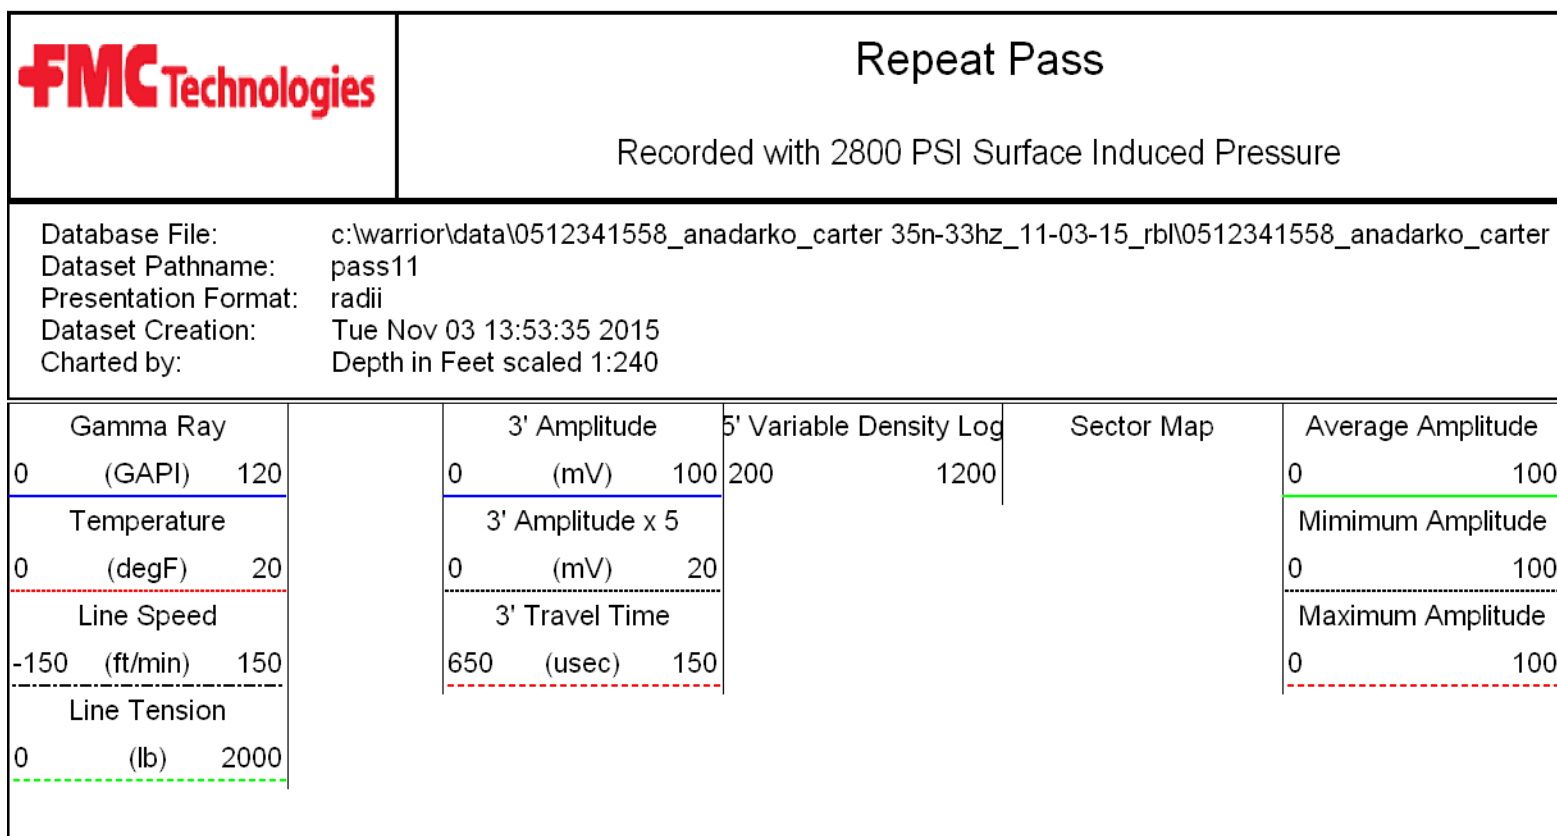 FMC Technologies
Repeat Pass
Recorded with 2800 PSI Surface Induced Pressure
Database File: c:\warrior\data\0512341558_anadarko_carter 35n-33hz_11-03-15_rbl\0512341558_anadarko_carter
Dataset Pathname: pass11
Presentation Format: radii
Dataset Creation: Tue Nov 03 13:53:35 2015
Charted by: Depth in Feet scaled 1:240
Gamma Ray
0 (GAPI) 120
Temperature
0 (degF) 20
Line Speed
-150 (ft/min) 150
Line Tension
0 (lb) 2000
3' Amplitude
0 (mV) 100
3' Amplitude x 5
0 (mV) 20
3' Travel Time
650 (usec) 150
5' Variable Density Log
200 1200
Sector Map
Average Amplitude
0 100
Mimimum Amplitude
0 100
Maximum Amplitude
0 100